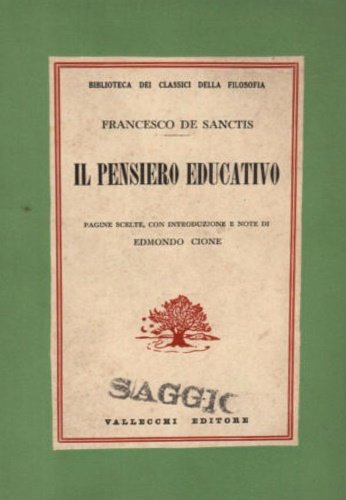 BIBLIOTECA DEI CLASSICI DELLA FILOSOFIA
FRANCESCO DE SANCTIS
IL PENSIERO EDUCATIVO
PAGINE SCELTE, CON INTRODUZIONE E NOTE DI
EDMONDO CIONE
SAGGIO
VALLECCHI EDITORE